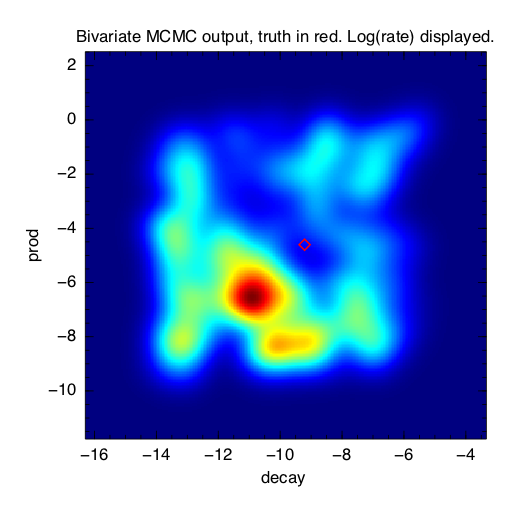 Bivariate MCMC output, truth in red. Log(rate) displayed.
2
0
−2
−4
prod
−6
−8
−10
−16 −14 −12 −10 −8 −6 −4
decay